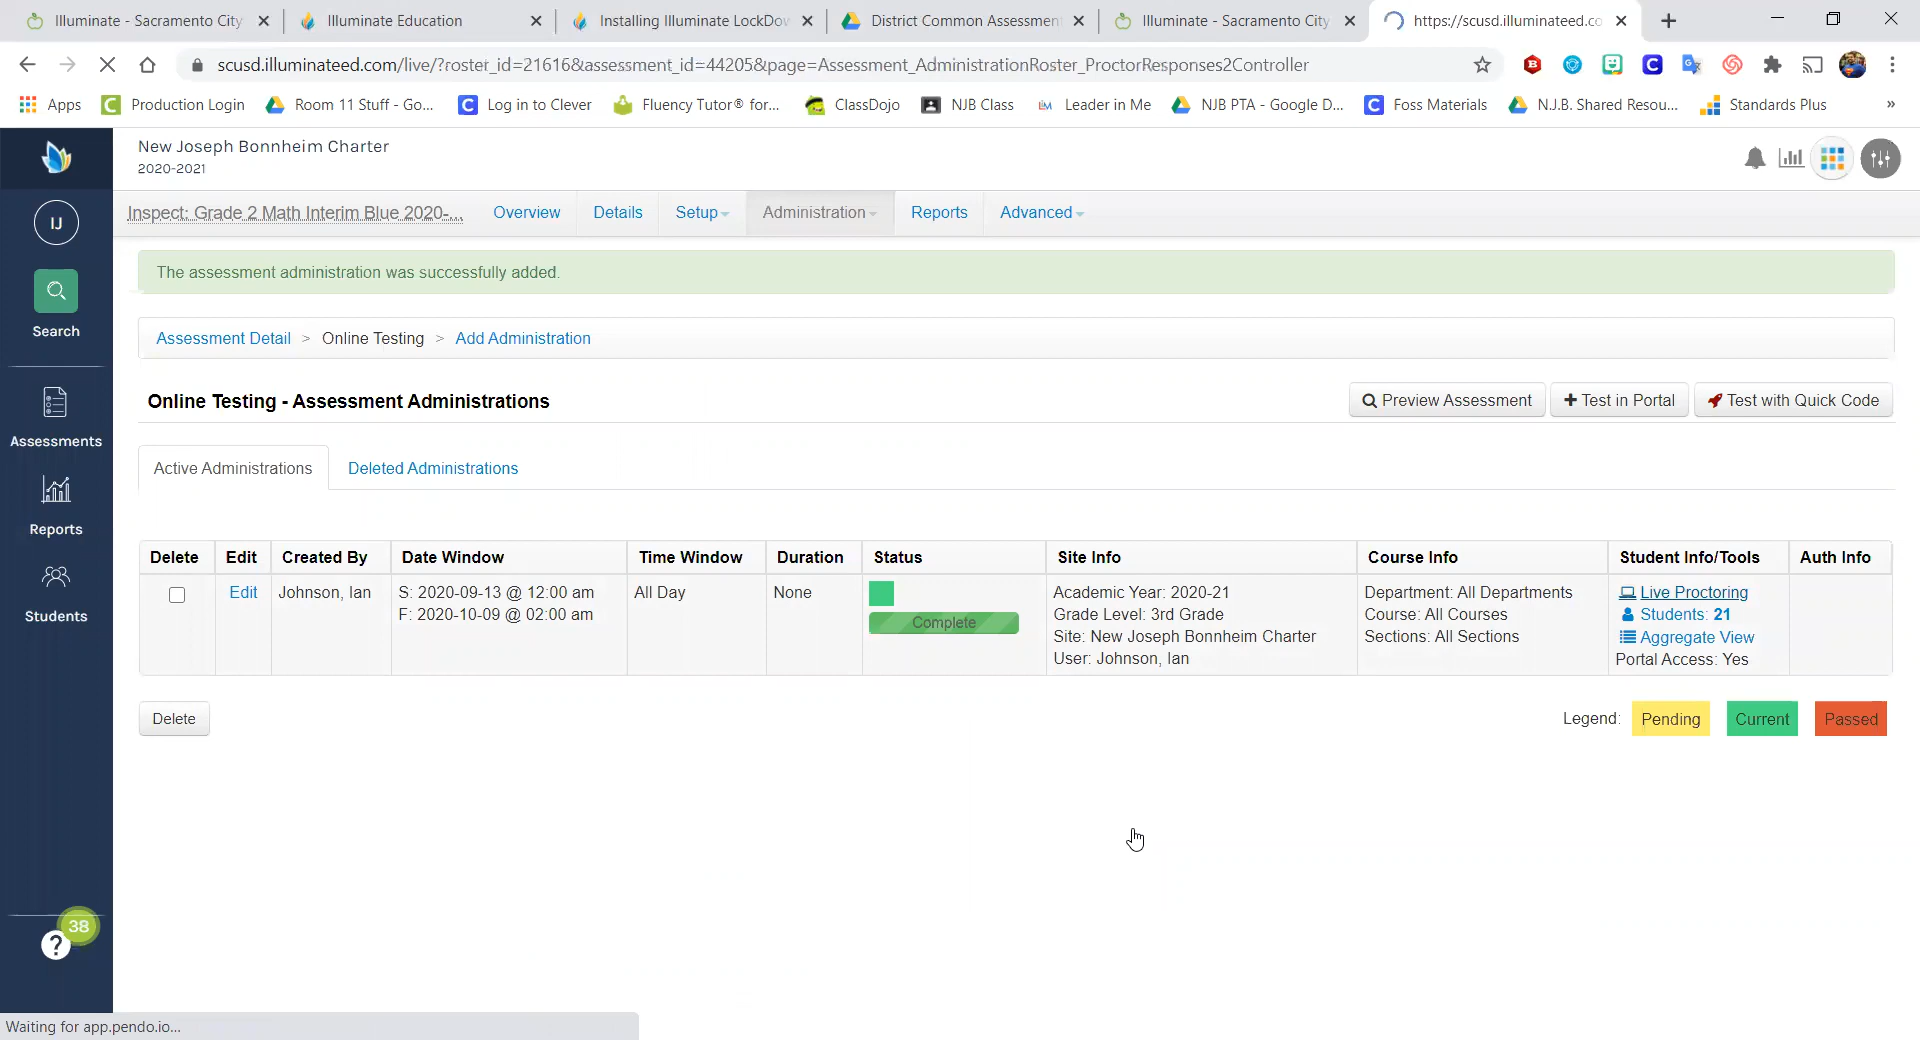 Illuminate - Sacramento City
Illuminate Education
Installing Illuminate LockDow
District Common Assessmen
Illuminate - Sacramento City
https://scusd.illuminateed.co
scusd.illuminateed.com/live/?roster_id=21616&assessment_id=44205&page=Assessment_AdministrationRoster_ProctorResponses2Controller
Apps
Production Login
Room 11 Stuff - Go...
Log in to Clever
Fluency Tutor® for...
ClassDojo
NJB Class
Leader in Me
NJB PTA - Google D...
Foss Materials
N.J.B. Shared Resou...
Standards Plus
»
New Joseph Bonnheim Charter
2020-2021
Inspect: Grade 2 Math Interim Blue 2020-...
Overview
Details
Setup
Administration
Reports
Advanced
IJ
Search
Assessments
Reports
Students
38
?
The assessment administration was successfully added.
Assessment Detail > Online Testing > Add Administration
Online Testing - Assessment Administrations
Preview Assessment
Test in Portal
Test with Quick Code
Active Administrations
Deleted Administrations
Delete Edit Created By Date Window Time Window Duration Status Site Info Course Info Student Info/Tools Auth Info
Edit
Johnson, Ian
S: 2020-09-13 @ 12:00 am
F: 2020-10-09 @ 02:00 am
All Day
None
Complete
Academic Year: 2020-21
Grade Level: 3rd Grade
Site: New Joseph Bonnheim Charter
User: Johnson, Ian
Department: All Departments
Course: All Courses
Sections: All Sections
Live Proctoring
Students: 21
Aggregate View
Portal Access: Yes
Delete
Legend: Pending Current Passed
Waiting for app.pendo.io...